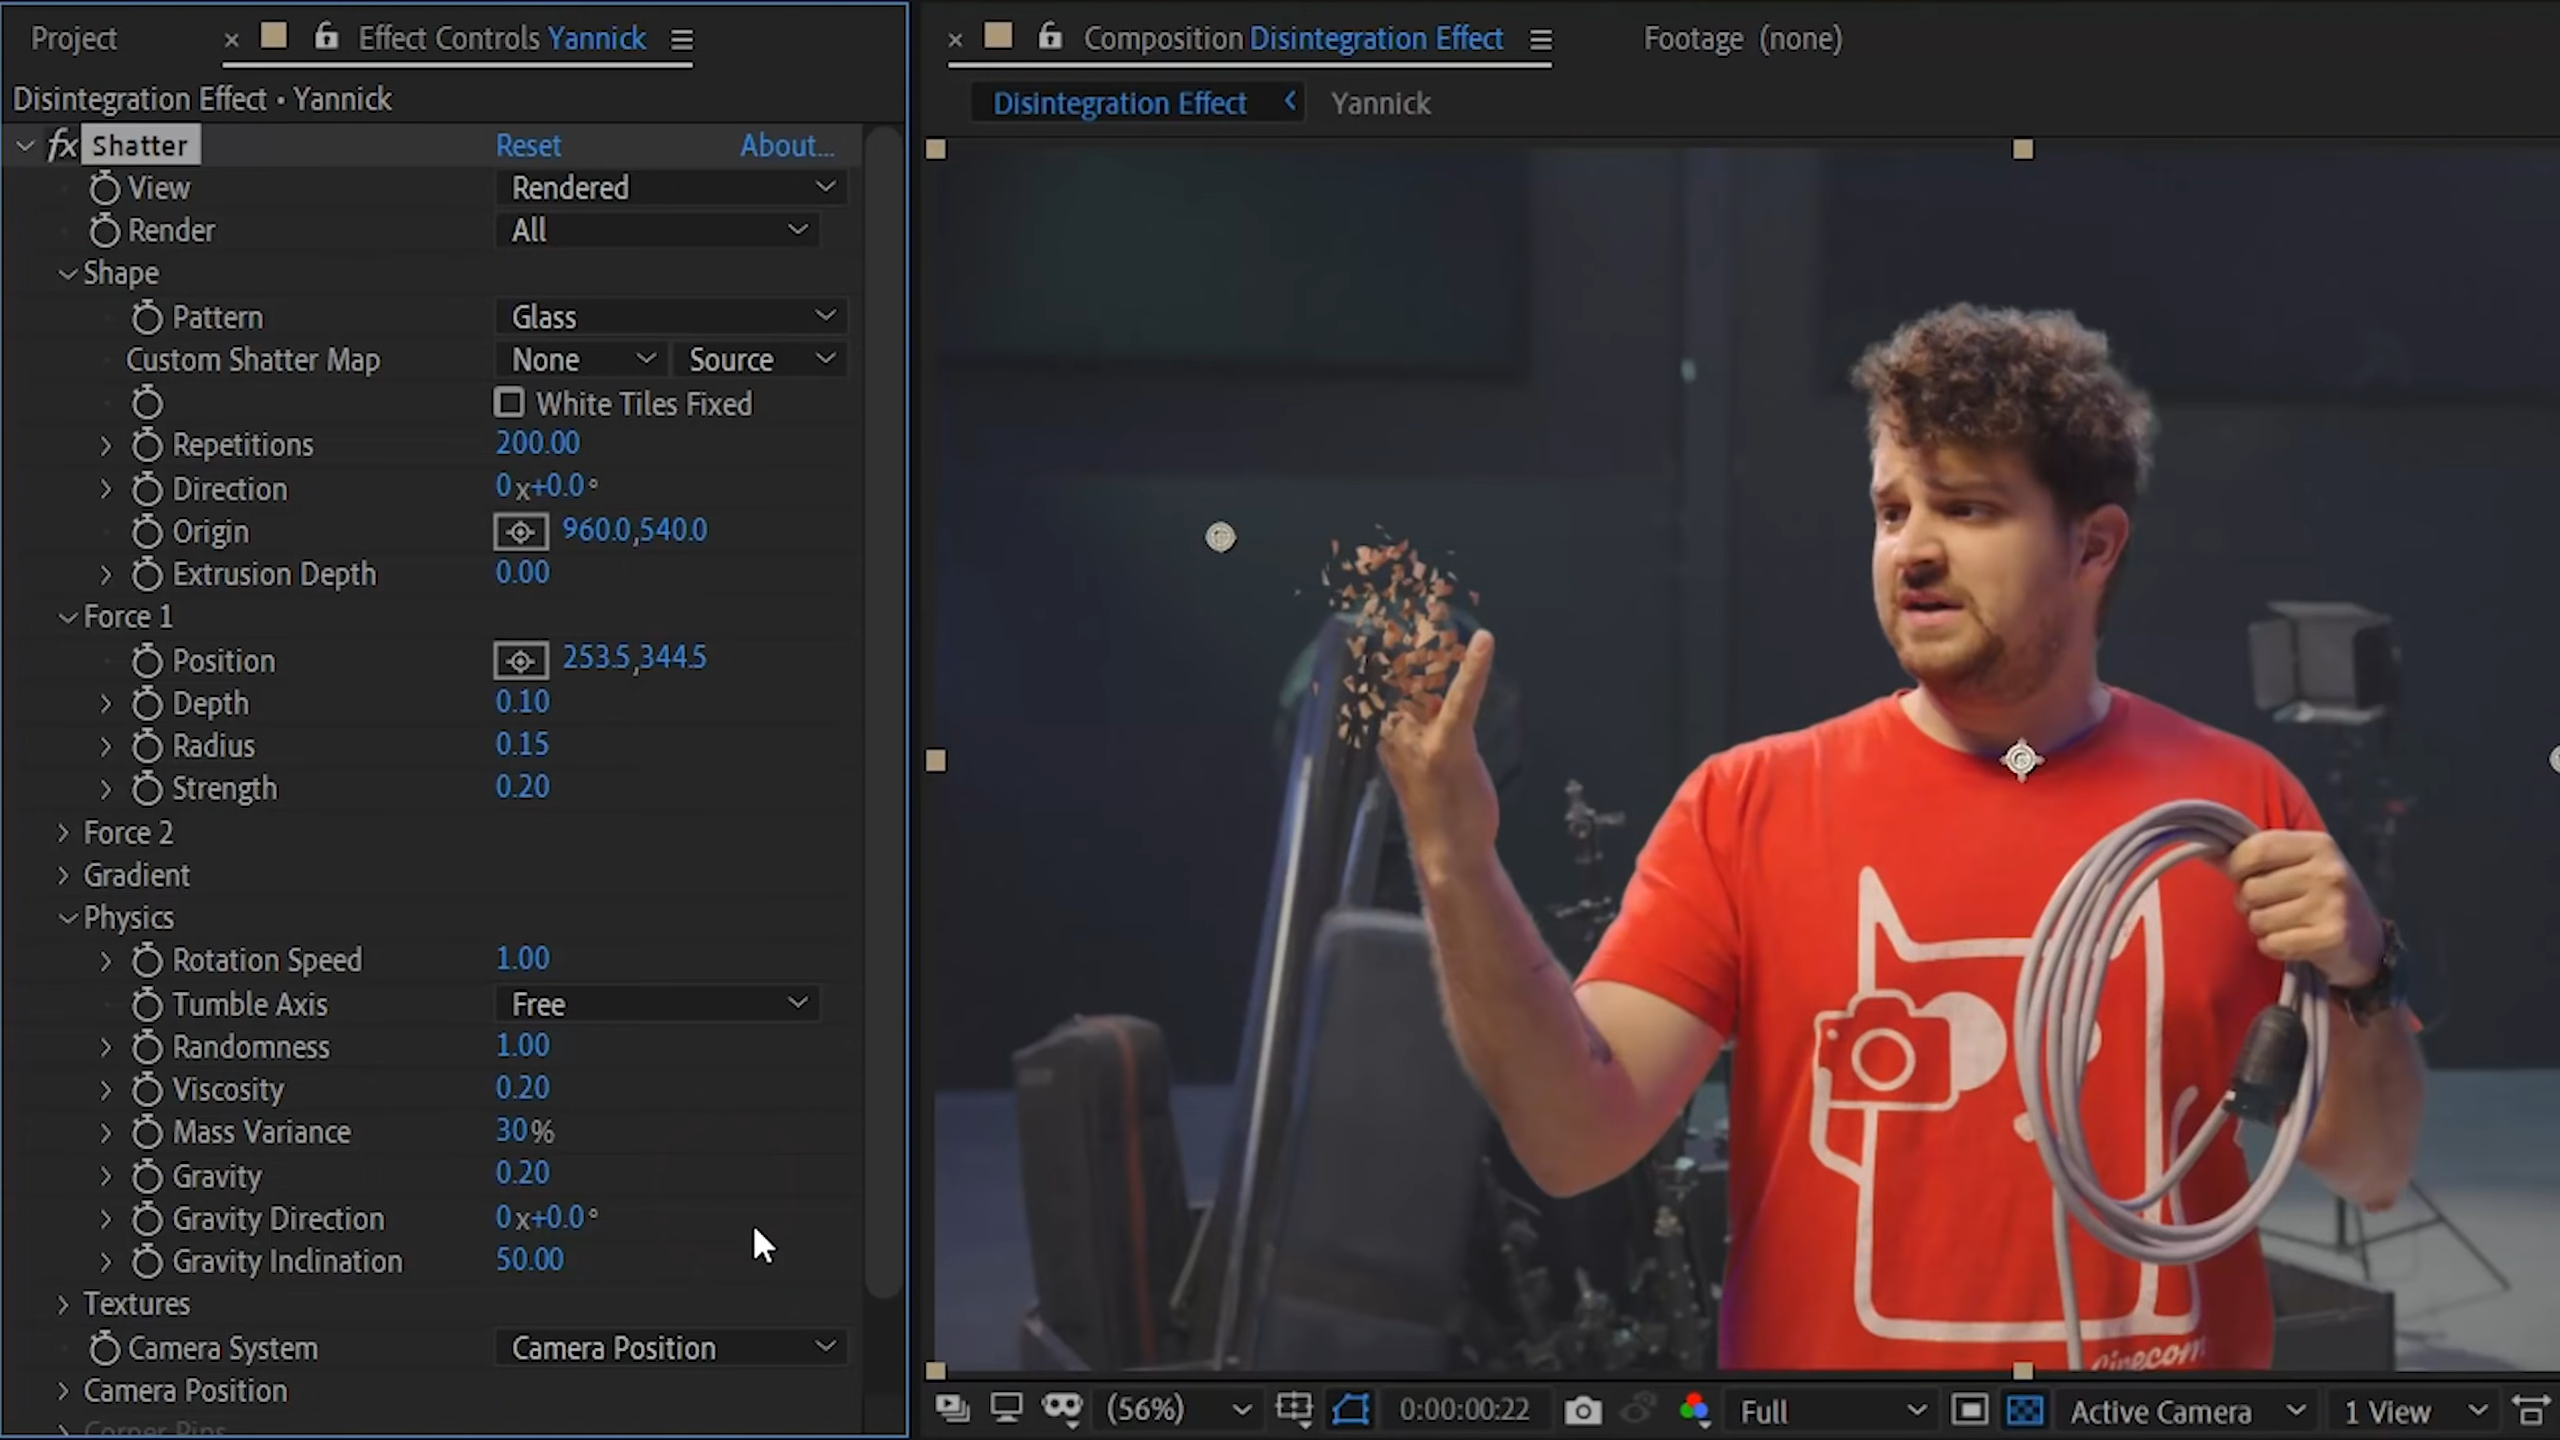 Project
× Effect Controls Yannick
Disintegration Effect • Yannick
fx Shatter Reset About...
View Rendered
Render All
Shape
Pattern Glass
Custom Shatter Map None Source
White Tiles Fixed
Repetitions 200.00
Direction 0x+0.0°
Origin 960.0,540.0
Extrusion Depth 0.00
Force 1
Position 253.5,344.5
Depth 0.10
Radius 0.15
Strength 0.20
Force 2
Gradient
Physics
Rotation Speed 1.00
Tumble Axis Free
Randomness 1.00
Viscosity 0.20
Mass Variance 30%
Gravity 0.20
Gravity Direction 0x+0.0°
Gravity Inclination 50.00
Textures
Camera System Camera Position
Camera Position
Corner Pins
× Composition Disintegration Effect
Footage (none)
Disintegration Effect
Yannick
Cinecom
(56%) 0:00:00:22 Full Active Camera 1 View